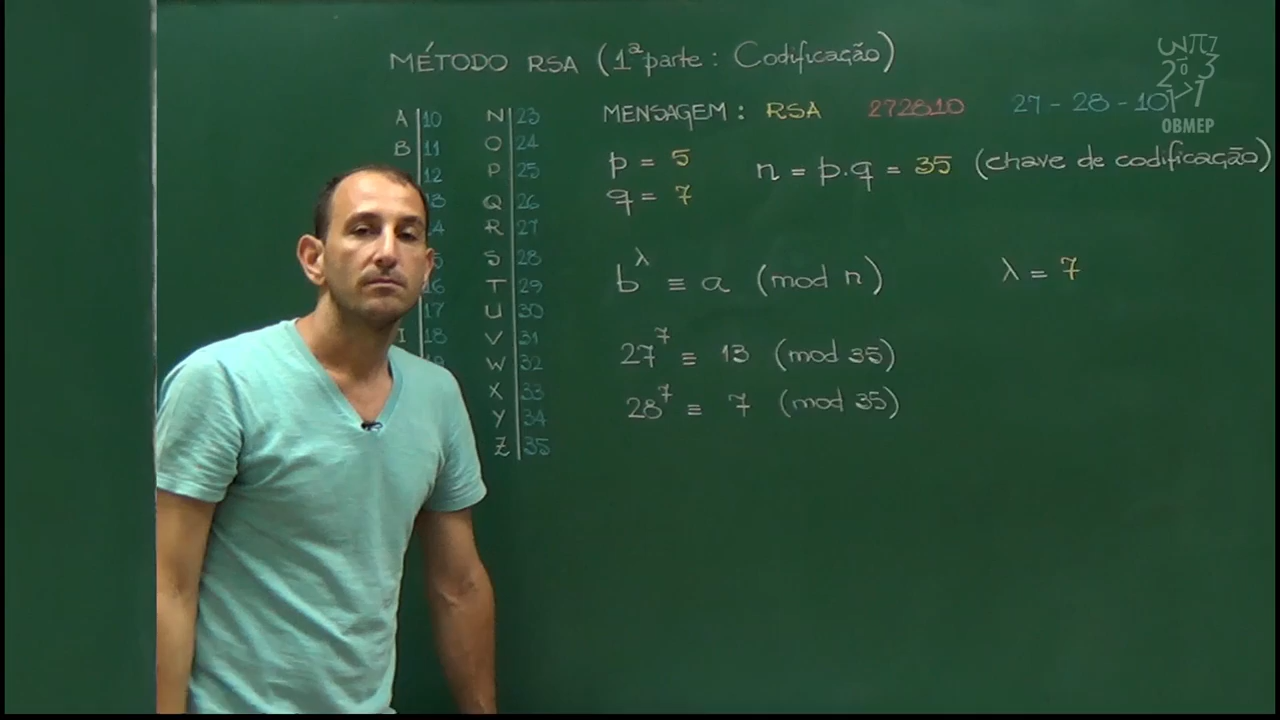 MÉTODO RSA (1ª parte : Codificação)
MENSAGEM : RSA 272810 27 - 28 - 10
OBMEP
A 10 N 23
B 11 O 24
12 P 25
Q 26
R 27
S 28
16 T 29
17 U 30
I 18 V 31
W 32
X 33
Y 34
Z 35
p = 5
q = 7
n = p.q = 35 (chave de codificação)
b^λ ≡ a (mod n) λ = 7
27^7 ≡ 13 (mod 35)
28^7 ≡ 7 (mod 35)